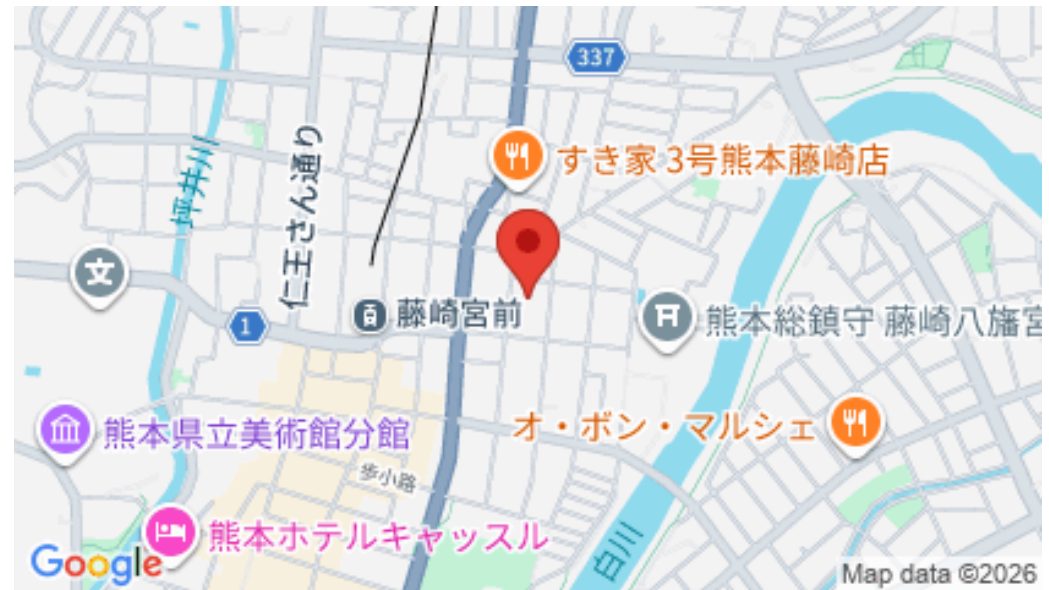 337
すき家 3号熊本藤崎店
坪井川
仁王さん通り
文
藤崎宮前
1
熊本総鎮守 藤崎八旛宮
熊本県立美術館分館
オ・ボン・マルシェ
歩小路
熊本ホテルキャッスル
白川
Google
Map data ©2026